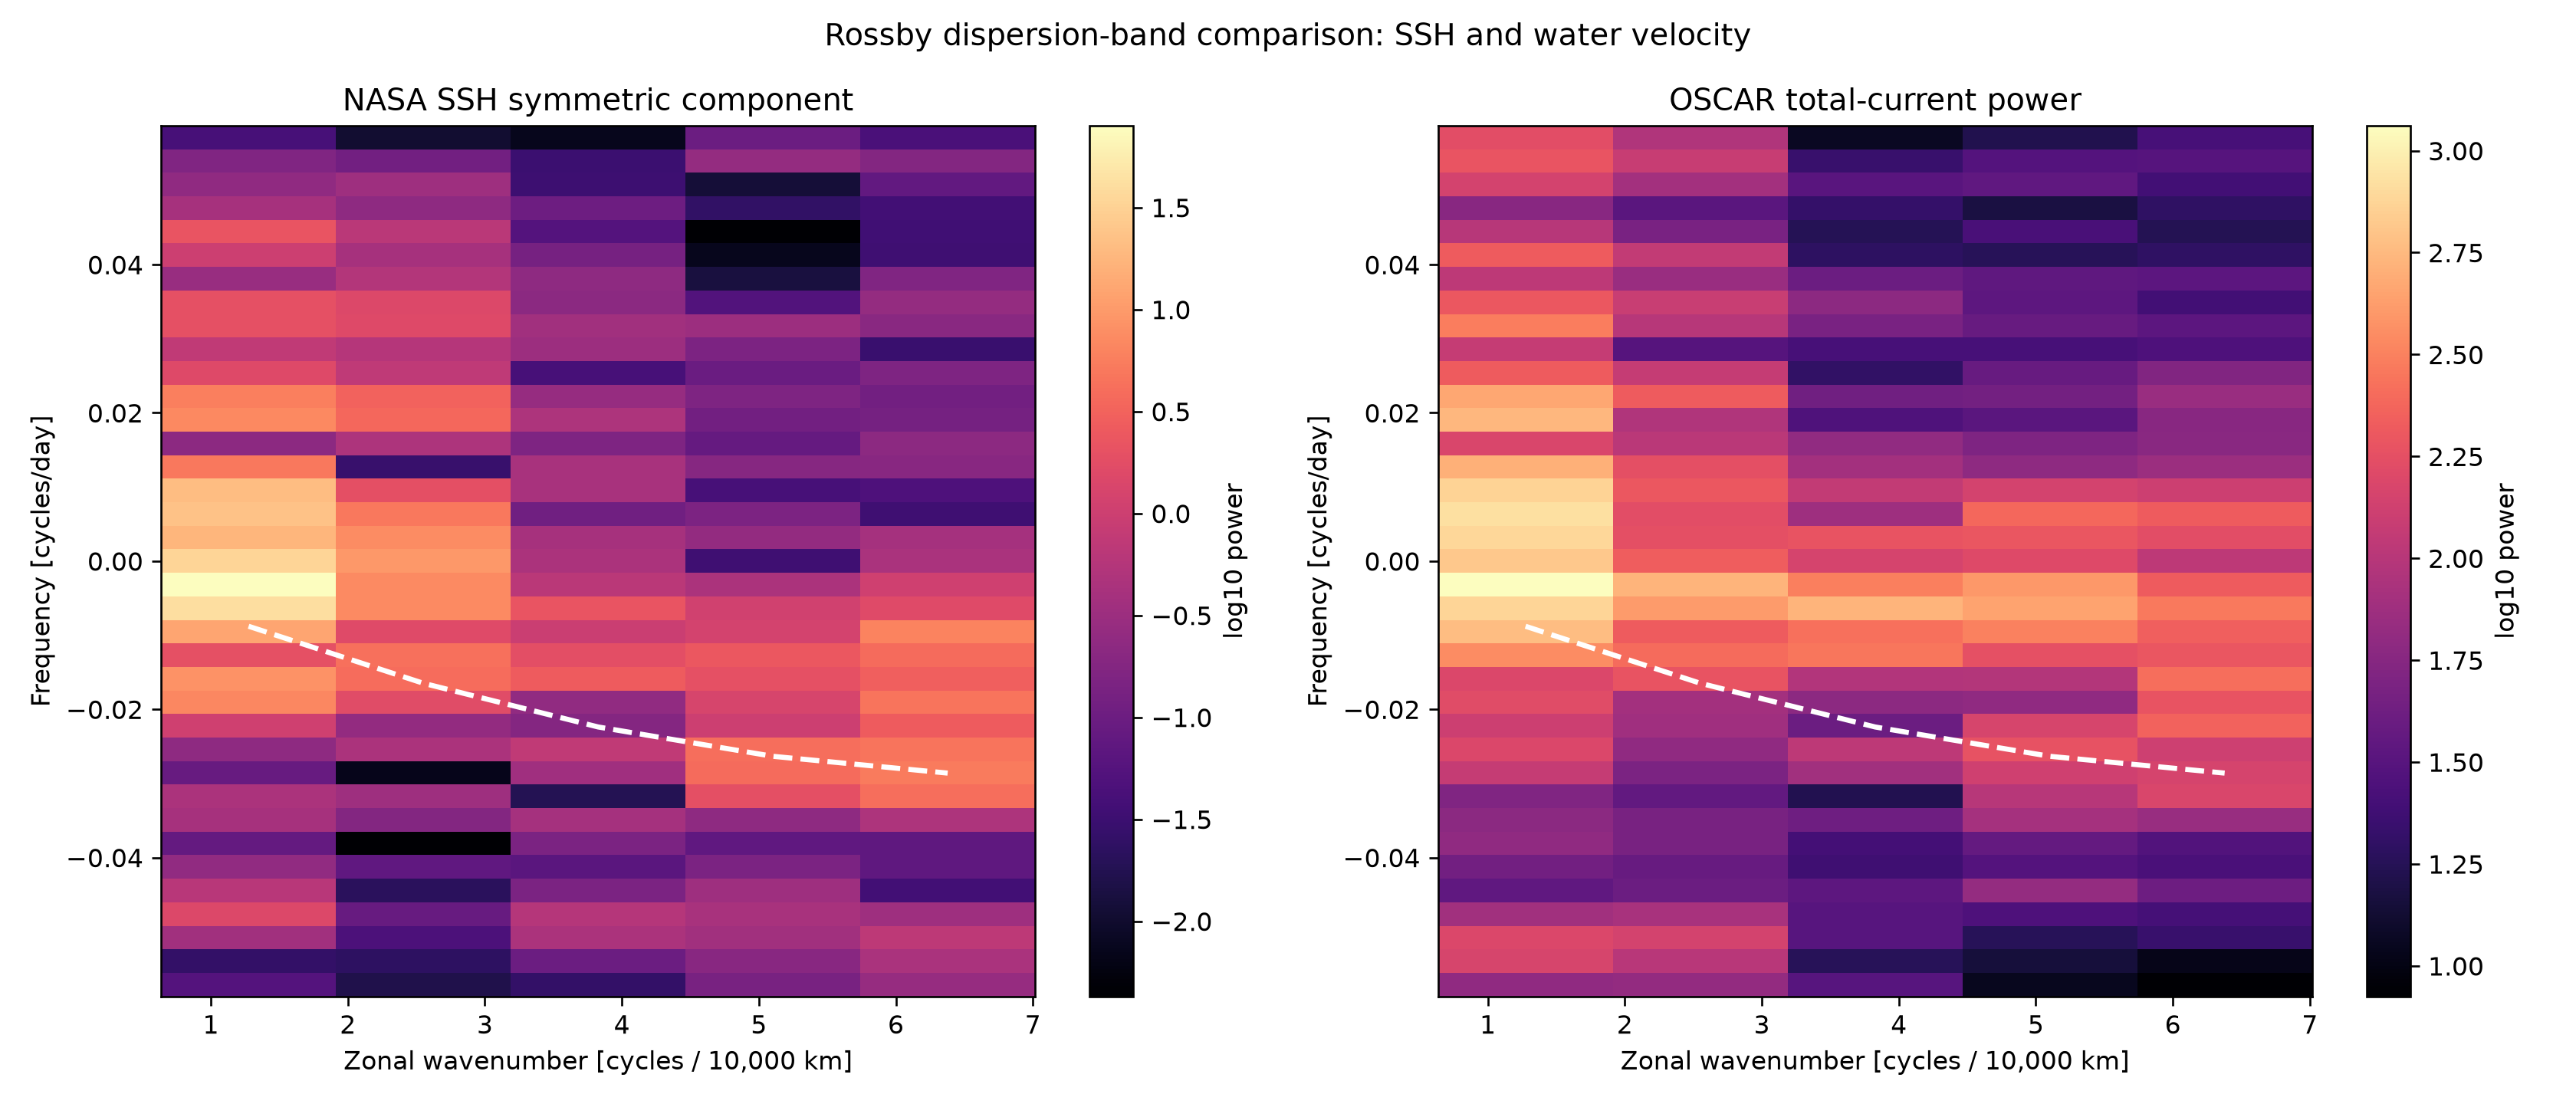 Rossby dispersion-band comparison: SSH and water velocity
NASA SSH symmetric component
Frequency [cycles/day]
0.04
0.02
0.00
−0.02
−0.04
1 2 3 4 5 6 7
Zonal wavenumber [cycles / 10,000 km]
1.5
1.0
0.5
0.0
−0.5
−1.0
−1.5
−2.0
log10 power
OSCAR total-current power
Frequency [cycles/day]
0.04
0.02
0.00
−0.02
−0.04
1 2 3 4 5 6 7
Zonal wavenumber [cycles / 10,000 km]
3.00
2.75
2.50
2.25
2.00
1.75
1.50
1.25
1.00
log10 power